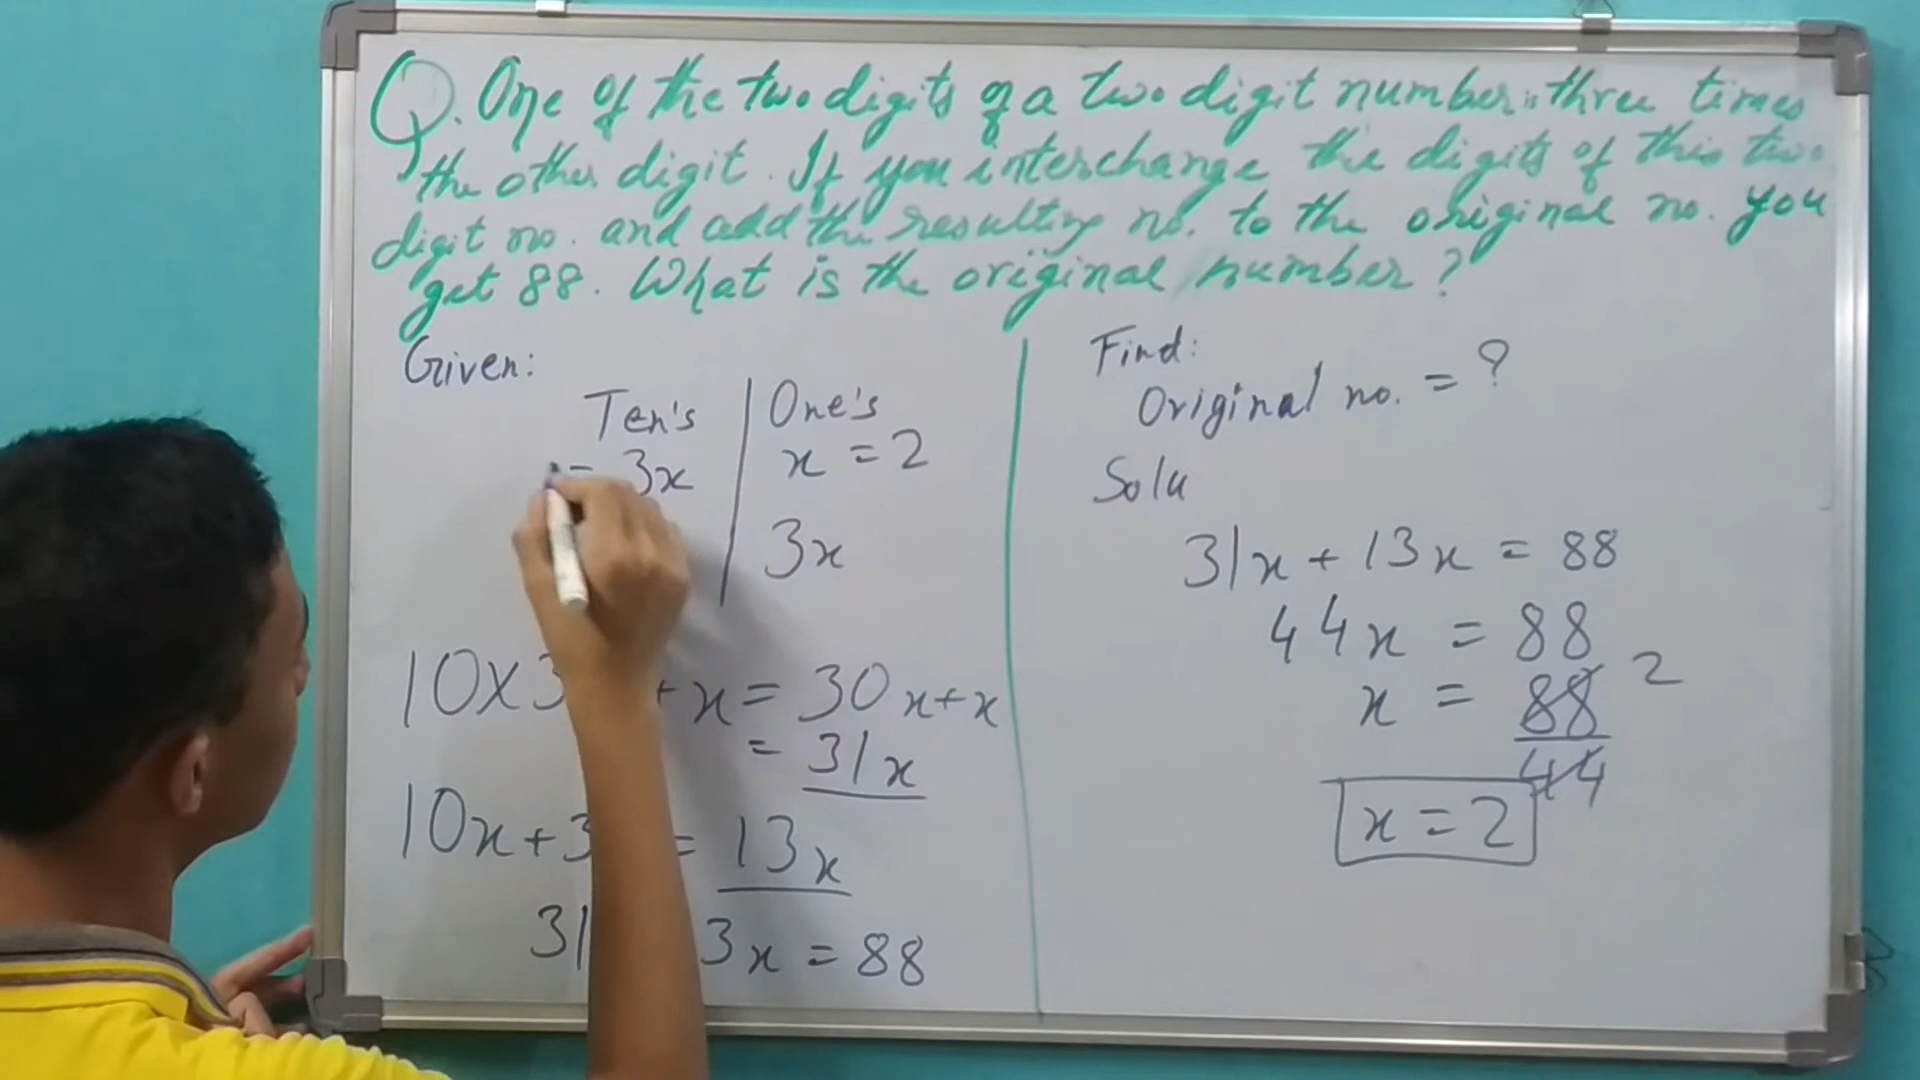 Q. One of the two digits of a two digit number is three times
the other digit. If you interchange the digits of this two
digit no. and add the resulting no. to the original no. you
get 88. What is the original number?
Given:
Ten's | One's
= 3x | x = 2
3x
10x3 +x = 30x+x
= 31x
10x+3 = 13x
31 3x = 88
Find:
Original no. = ?
Solu
31x + 13x = 88
44x = 88
x = 88 2
44
x = 2